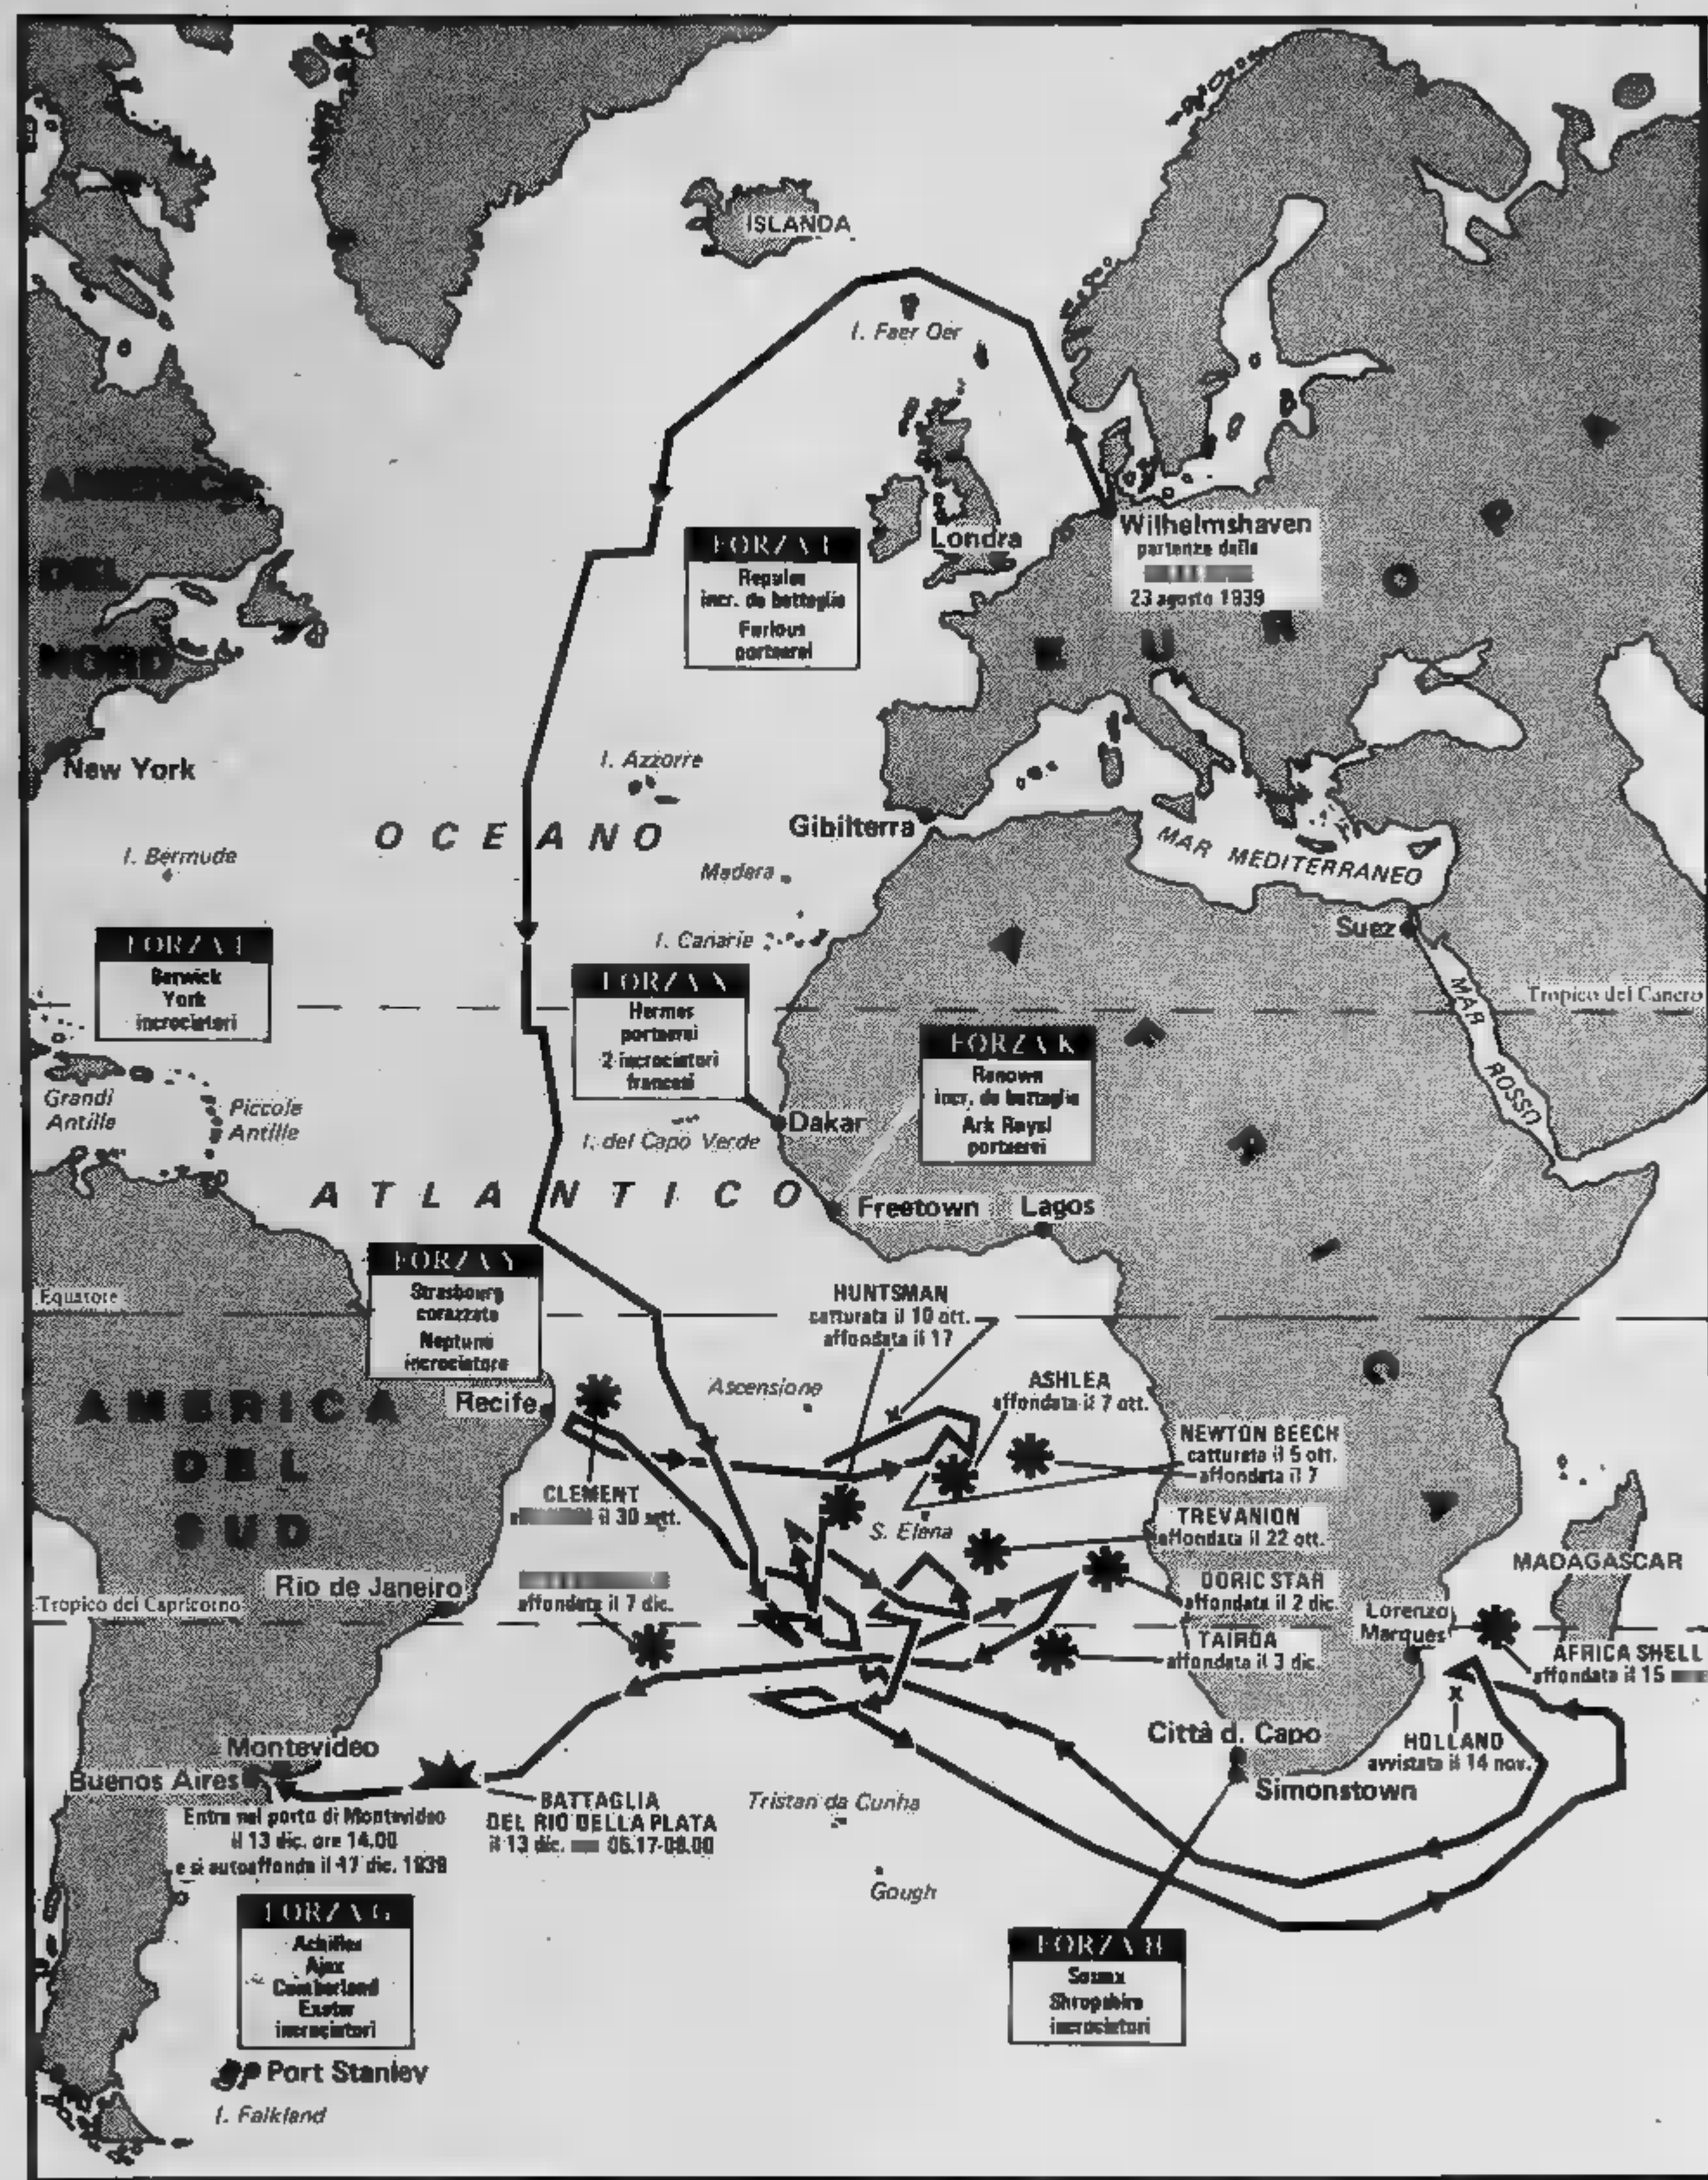 ISLANDA
I. Faer Oer
Wilhelmshaven
partenza della
23 agosto 1939
Londra
FORZA
incr. da battaglia
Furious
portaerei
AMERICA
DEL
NORD
E U R O
New York
I. Azzorre
OCEANO
Gibilterra
MAR MEDITERRANEO
I. Bermude
Madera
I. Canarie
Suez
FORZA
Berwick
York
incrociatori
FORZA X
Hermes
portaerei
2 incrociatori
francesi
FORZA K
Renown
incr. da battaglia
Ark Royal
portaerei
Tropico del Cancro
MAR ROSSO
Grandi
Antille
Piccole
Antille
I. del Capo Verde
Dakar
ATLANTICO
Freetown
Lagos
AFRICA
FORZA Y
Strasbourg
corazzata
incrociatore
Equatore
HUNTSMAN
catturata il 10 ott.
affondata il 17
Ascensione
ASHLEA
affondata il 7 ott.
AMERICA
DEL
SUD
Recife
NEWTON BEECH
catturata il 5 ott.
affondata il 7
CLEMENT
il 30 sett.
S. Elena
TREVANION
affondata il 22 ott.
MADAGASCAR
Rio de Janeiro
affondata il 7 dic.
DORIC STAR
affondata il 2 dic.
Tropico del Capricorno
Lorenzo
Marques
TAIROA
affondata il 3 dic.
AFRICA SHELL
affondata il 15
Città d. Capo
Simonstown
x
HOLLAND
avvistata il 14 nov.
Montevideo
Buenos Aires
Entra nel porto di Montevideo
il 13 dic. ore 14.00
e si autoaffonda il 17 dic. 1939
BATTAGLIA
DEL RIO DELLA PLATA
il 13 dic. 06.17-08.00
Tristan da Cunha
Gough
FORZA G
Achilles
Ajax
Cumberland
Exeter
incrociatori
FORZA H
Shropshire
incrociatori
Port Stanley
I. Falkland